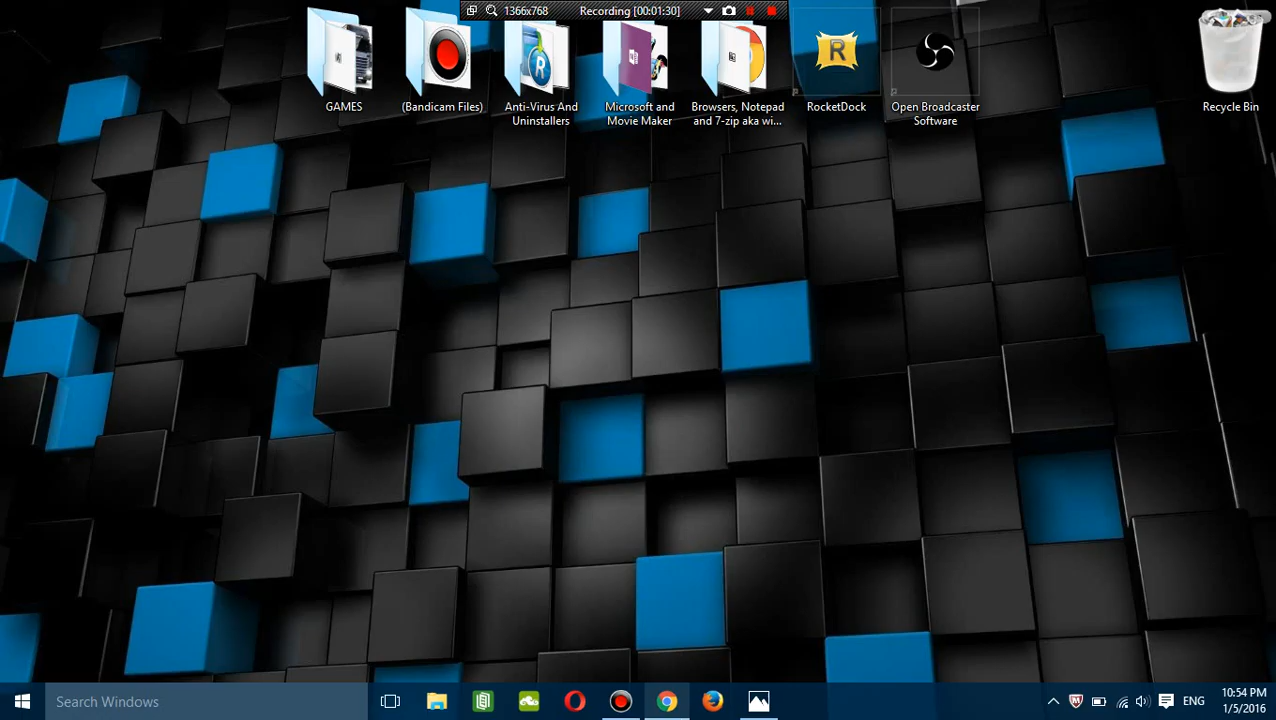 1366x768 Recording [00:01:30]
GAMES
(Bandicam Files)
Anti-Virus And
Uninstallers
Microsoft and
Movie Maker
Browsers, Notepad
and 7-zip aka wi...
RocketDock
Open Broadcaster
Software
Recycle Bin
Search Windows
ENG
10:54 PM
1/5/2016